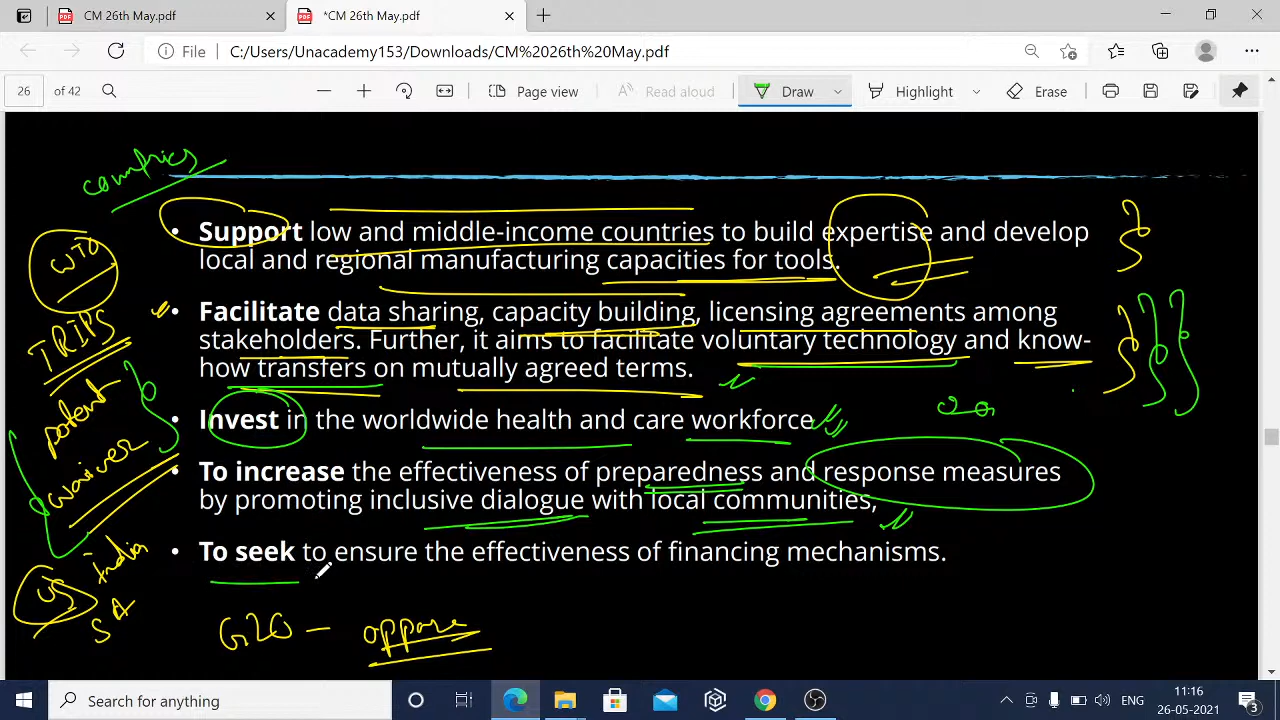 CM 26th May.pdf
*CM 26th May.pdf
File C:/Users/Unacademy153/Downloads/CM%2026th%20May.pdf
26 of 42 Page view Read aloud Draw Highlight Erase
countries
• Support low and middle-income countries to build expertise and develop
local and regional manufacturing capacities for tools.
• Facilitate data sharing, capacity building, licensing agreements among
stakeholders. Further, it aims to facilitate voluntary technology and know-
how transfers on mutually agreed terms.
• Invest in the worldwide health and care workforce
• To increase the effectiveness of preparedness and response measures
by promoting inclusive dialogue with local communities,
• To seek to ensure the effectiveness of financing mechanisms.
WTO
TRIPS
patent
waiver
India
US
SA
G20 – oppose
Type here to search
Search for anything
ENG
11:16
26-05-2021
3